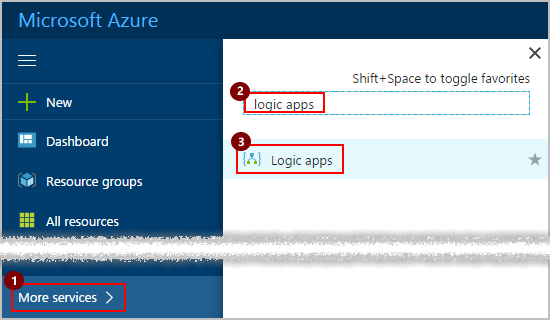 Microsoft Azure
Shift+Space to toggle favorites
New
2
logic apps
Dashboard
3
Logic apps
Resource groups
All resources
1
More services